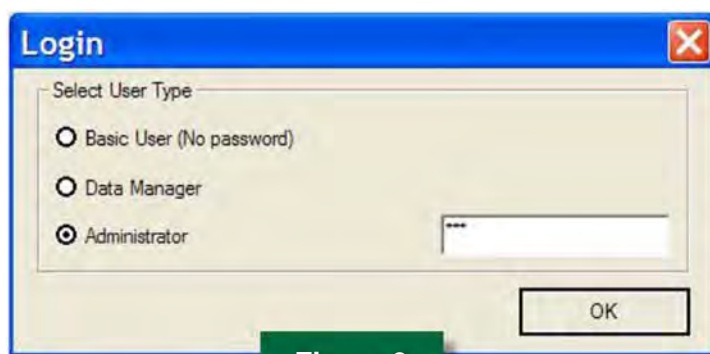 Login
Select User Type
Basic User (No password)
Data Manager
Administrator
***
OK